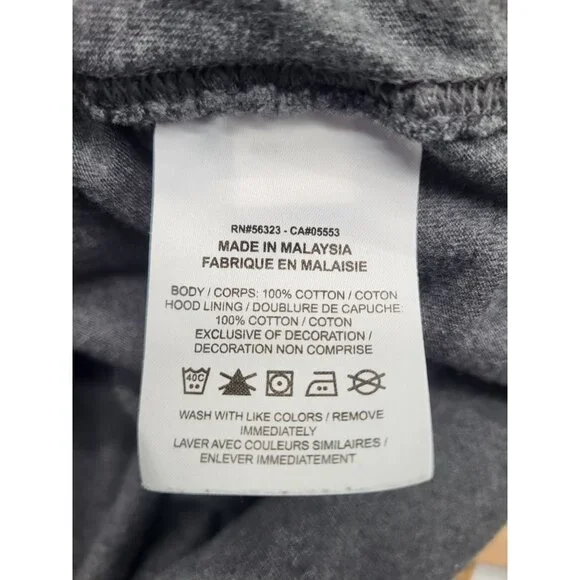 RN#56323 - CA#05553
MADE IN MALAYSIA
FABRIQUE EN MALAISIE
BODY / CORPS: 100% COTTON / COTON
HOOD LINING / DOUBLURE DE CAPUCHE:
100% COTTON / COTON
EXCLUSIVE OF DECORATION /
DECORATION NON COMPRISE
40C
WASH WITH LIKE COLORS / REMOVE
IMMEDIATELY
LAVER AVEC COULEURS SIMILAIRES /
ENLEVER IMMEDIATEMENT